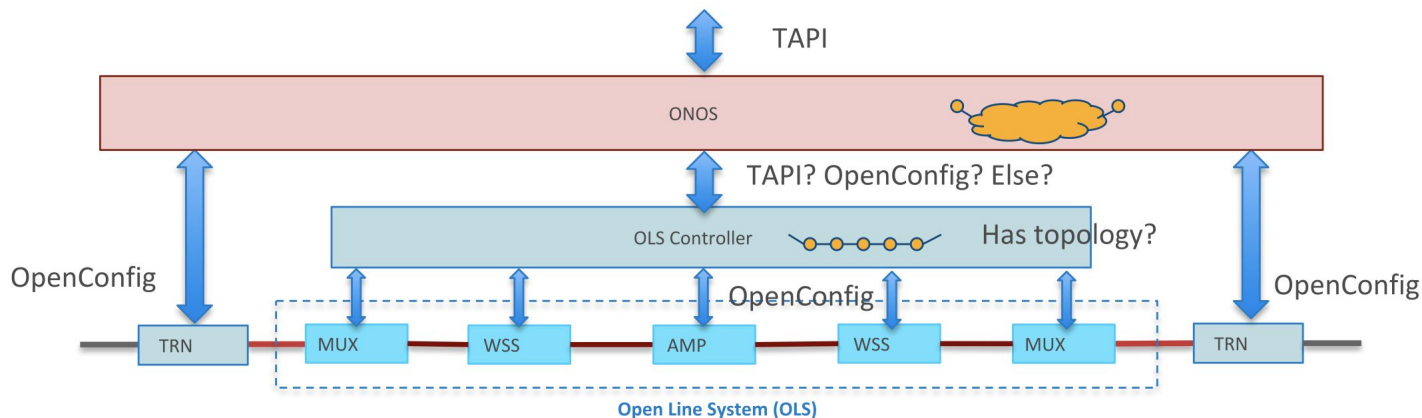 TAPI
ONOS
TAPI? OpenConfig? Else?
OLS Controller
Has topology?
OpenConfig
OpenConfig
OpenConfig
TRN
MUX
WSS
AMP
WSS
MUX
TRN
Open Line System (OLS)